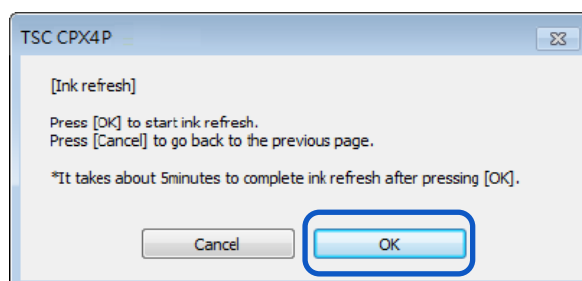 TSC CPX4P
[Ink refresh]
Press [OK] to start ink refresh.
Press [Cancel] to go back to the previous page.
*It takes about 5minutes to complete ink refresh after pressing [OK].
Cancel OK